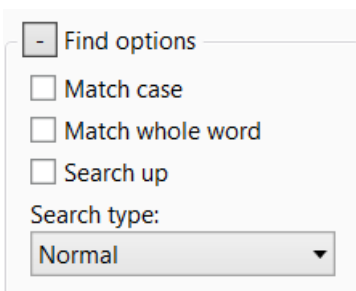 - Find options
Match case
Match whole word
Search up
Search type:
Normal